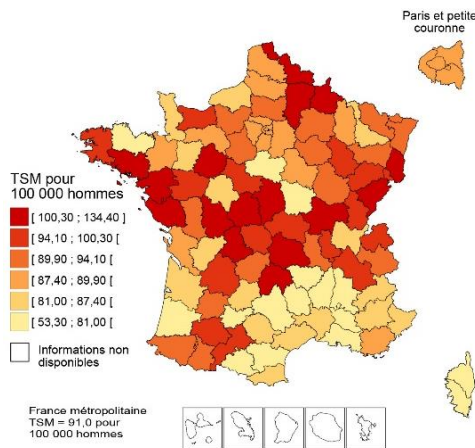 Paris et petite
couronne
TSM pour
100 000 hommes
[ 100,30 ; 134,40 ]
[ 94,10 ; 100,30 [
[ 89,90 ; 94,10 [
[ 87,40 ; 89,90 [
[ 81,00 ; 87,40 [
[ 53,30 ; 81,00 [
Informations non
disponibles
France métropolitaine
TSM = 91,0 pour
100 000 hommes